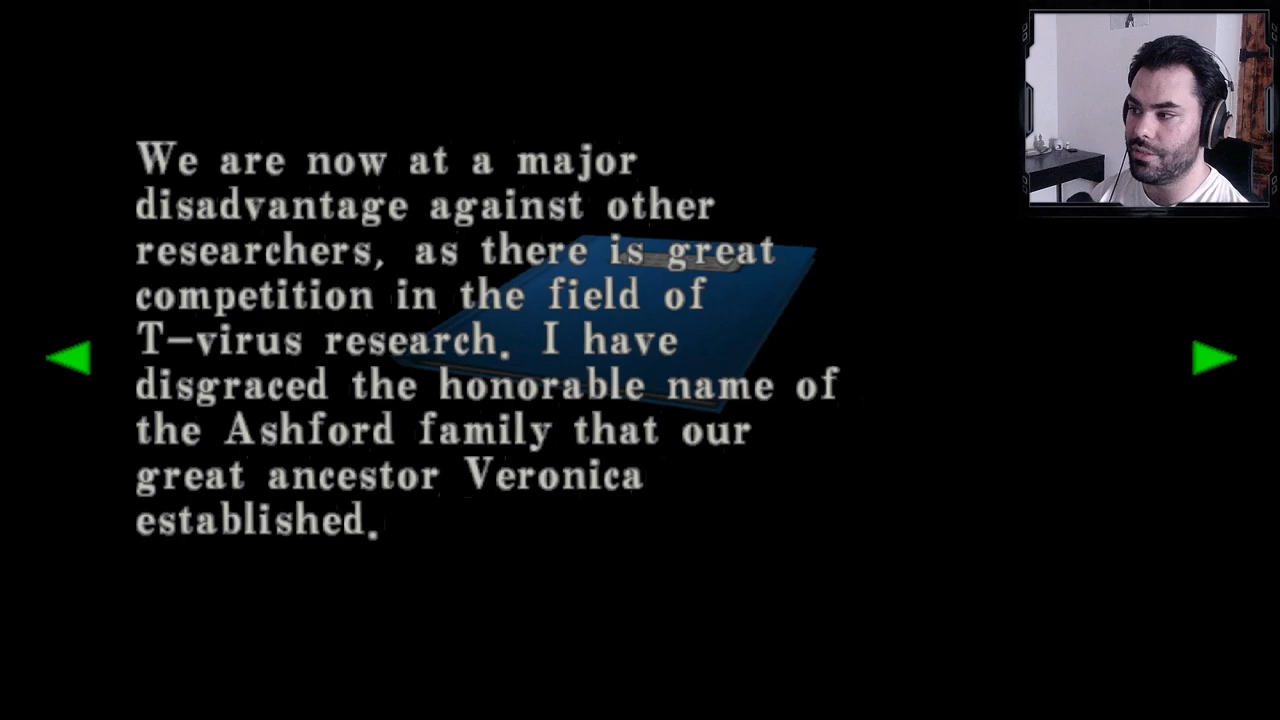 We are now at a major
disadvantage against other
researchers, as there is great
competition in the field of
T-virus research. I have
disgraced the honorable name of
the Ashford family that our
great ancestor Veronica
established.